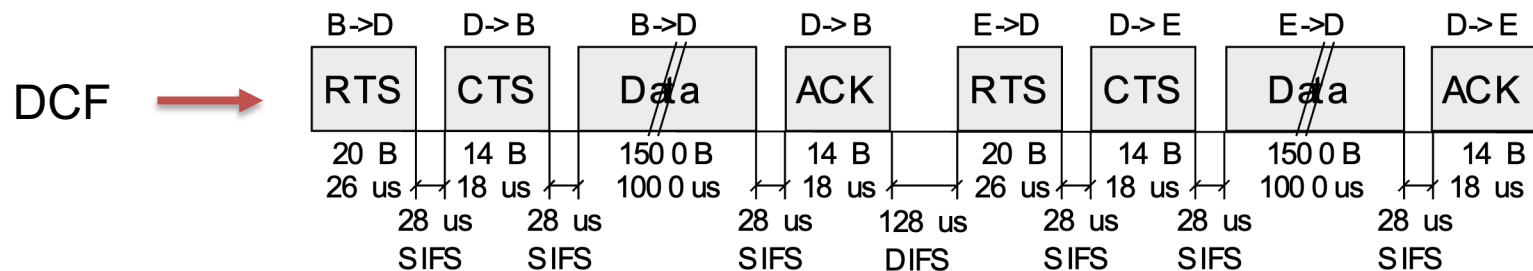 B->D D-> B B->D D-> B E->D D-> E E->D D-> E
DCF RTS CTS Data ACK RTS CTS Data ACK
20 B 14 B 1500 B 14 B 20 B 14 B 1500 B 14 B
26 us 18 us 1000 us 18 us 26 us 18 us 1000 us 18 us
28 us 28 us 28 us 128 us 28 us 28 us 28 us
SIFS SIFS SIFS DIFS SIFS SIFS SIFS